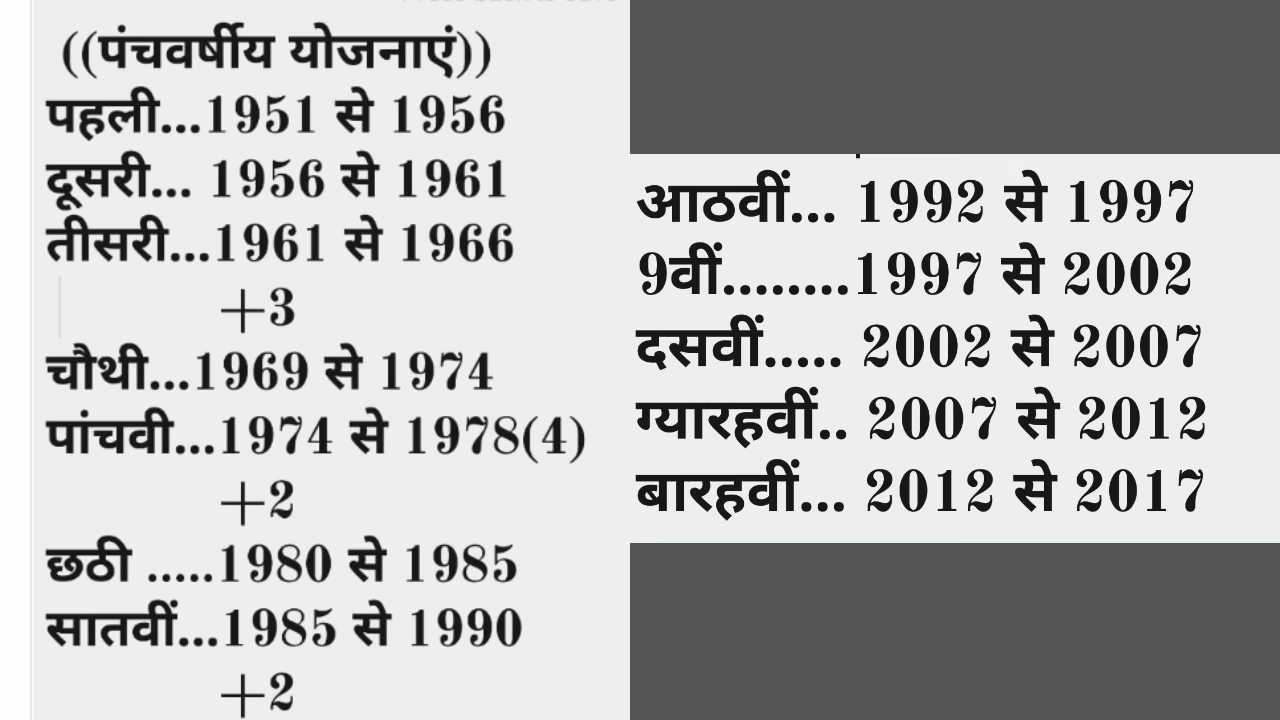 ((पंचवर्षीय योजनाएं))
पहली...1951 से 1956
दूसरी... 1956 से 1961
तीसरी...1961 से 1966
+3
चौथी...1969 से 1974
पांचवी...1974 से 1978(4)
+2
छठी .....1980 से 1985
सातवीं...1985 से 1990
+2
आठवीं... 1992 से 1997
9वीं........1997 से 2002
दसवीं..... 2002 से 2007
ग्यारहवीं.. 2007 से 2012
बारहवीं... 2012 से 2017